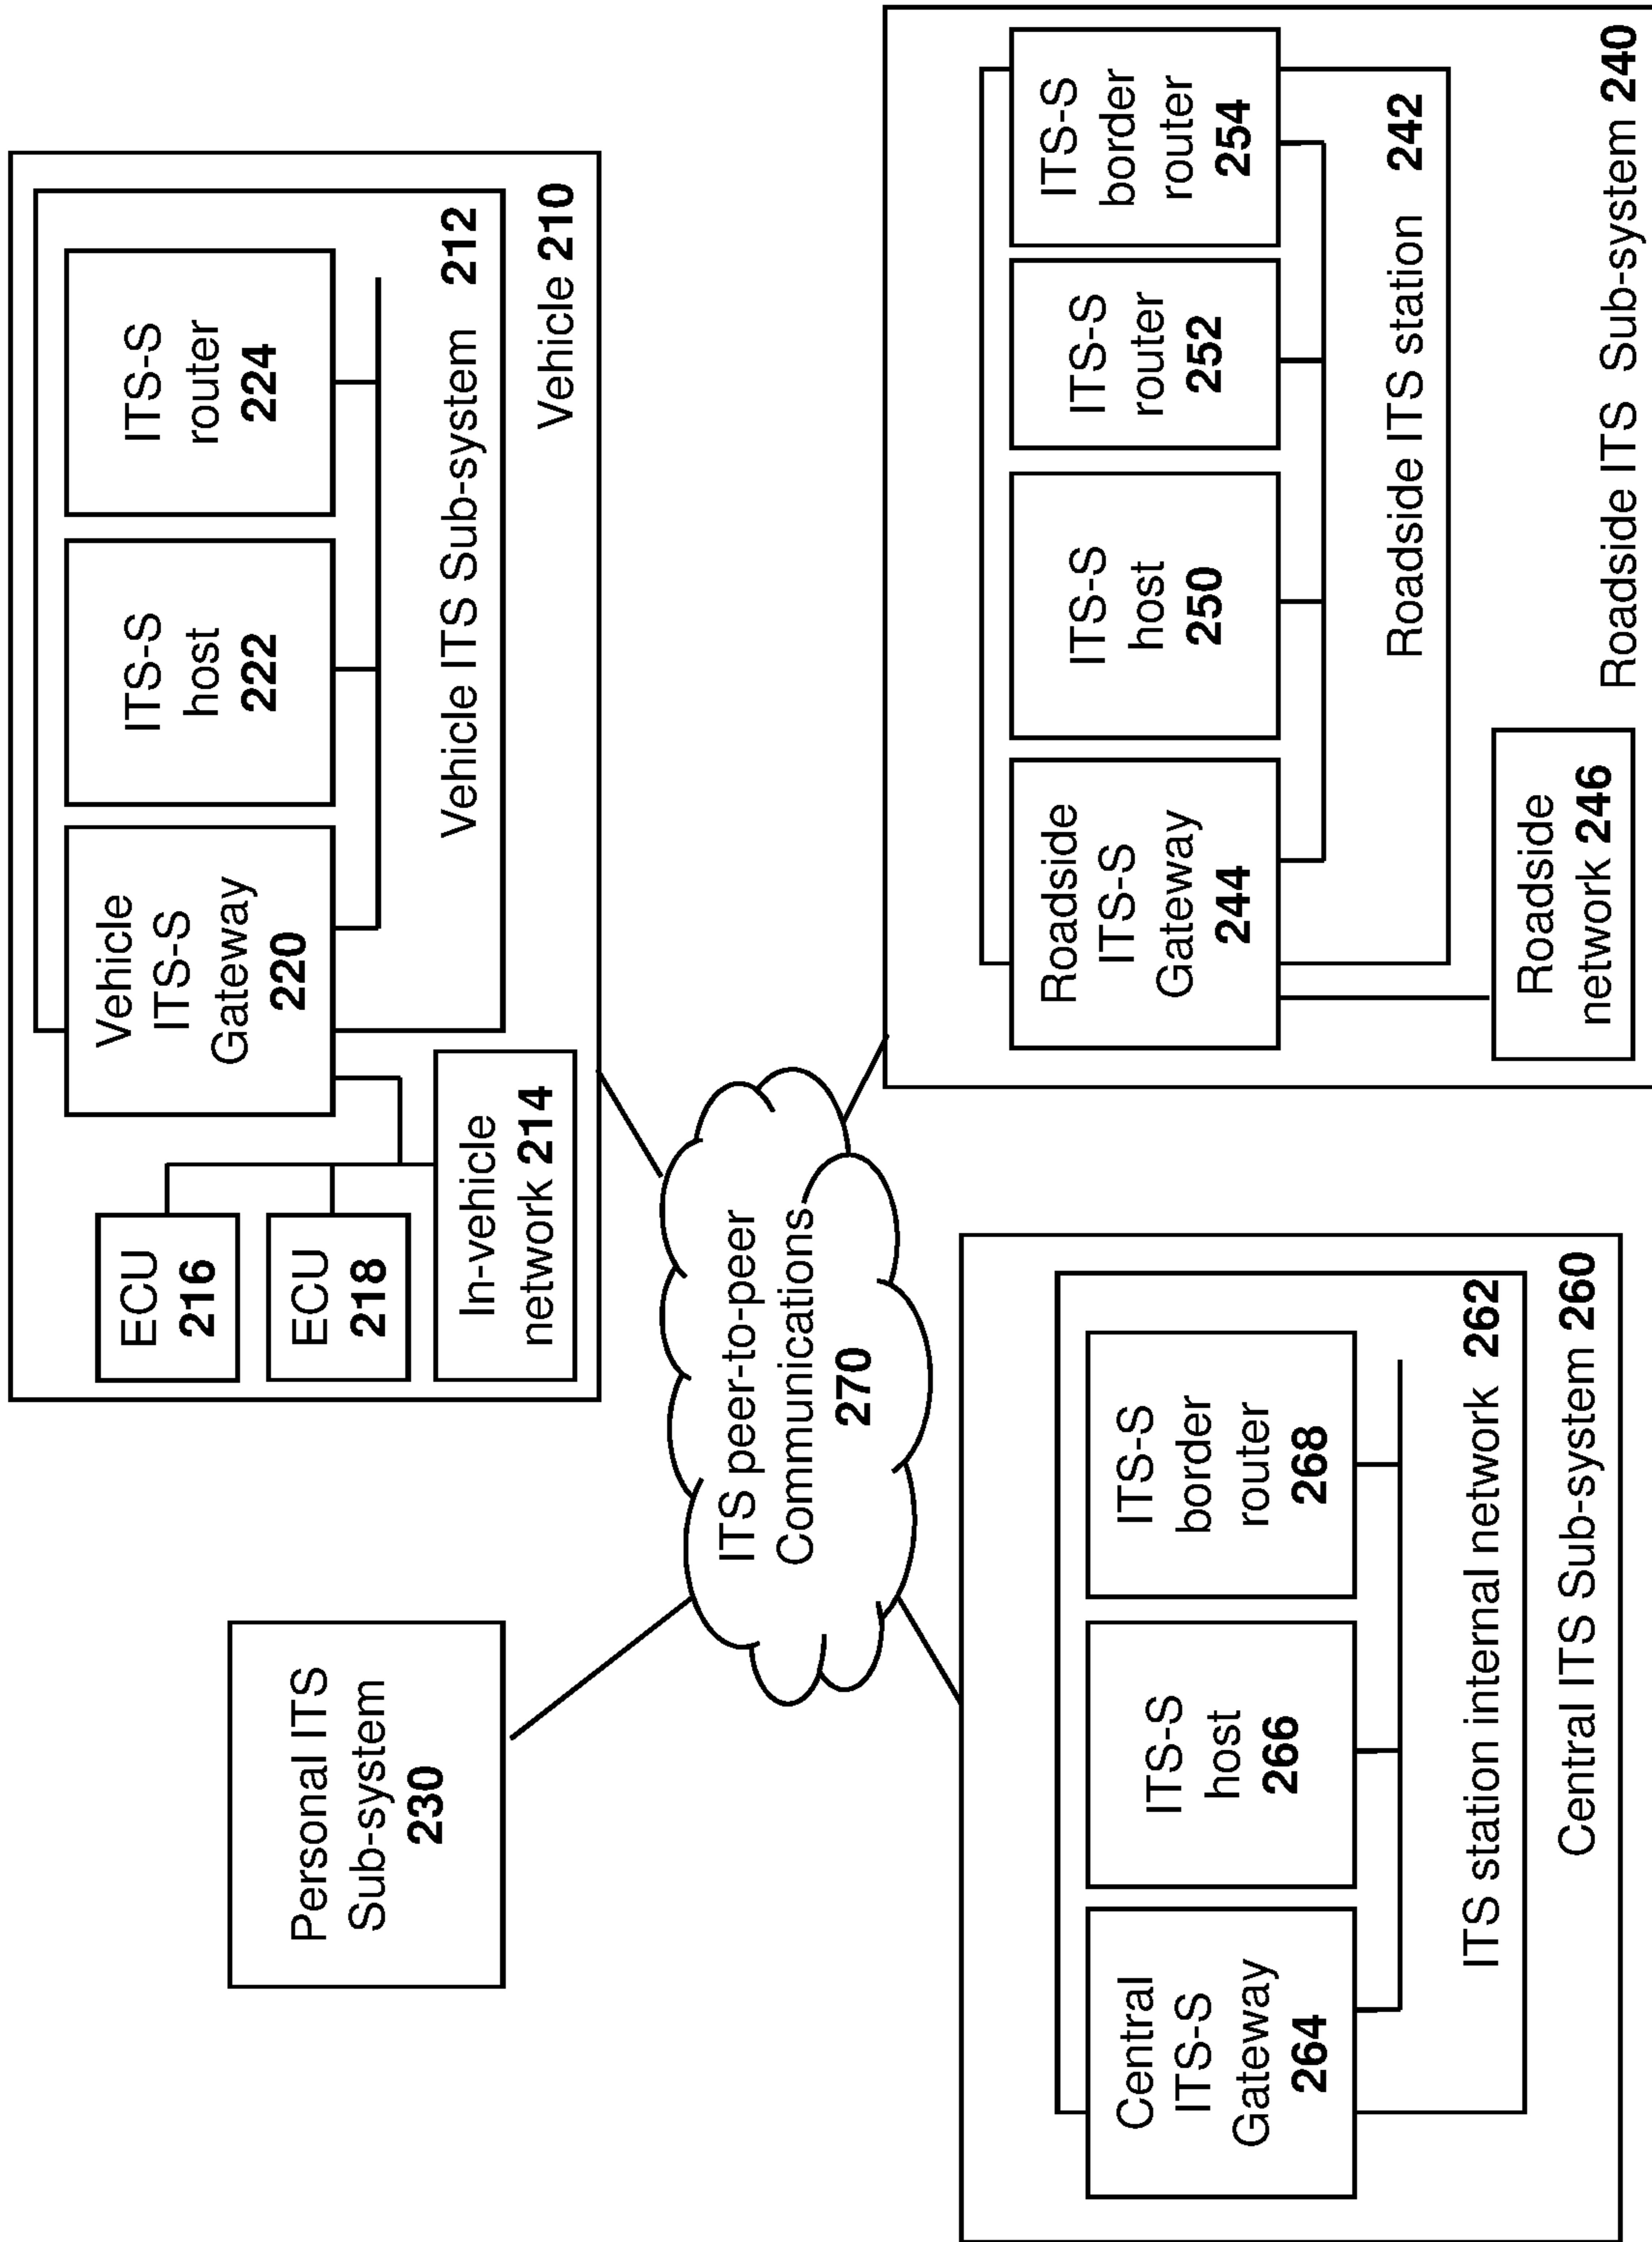 Personal ITS
Sub-system
230
ECU
216
ECU
218
In-vehicle
network 214
Vehicle
ITS-S
Gateway
220
ITS-S
host
222
ITS-S
router
224
Vehicle ITS Sub-system 212
Vehicle 210
ITS peer-to-peer
Communications
270
Central
ITS-S
Gateway
264
ITS-S
host
266
ITS-S
border
router
268
ITS station internal network 262
Central ITS Sub-system 260
Roadside
ITS-S
Gateway
244
ITS-S
host
250
ITS-S
router
252
ITS-S
border
router
254
Roadside ITS station 242
Roadside
network 246
Roadside ITS Sub-system 240